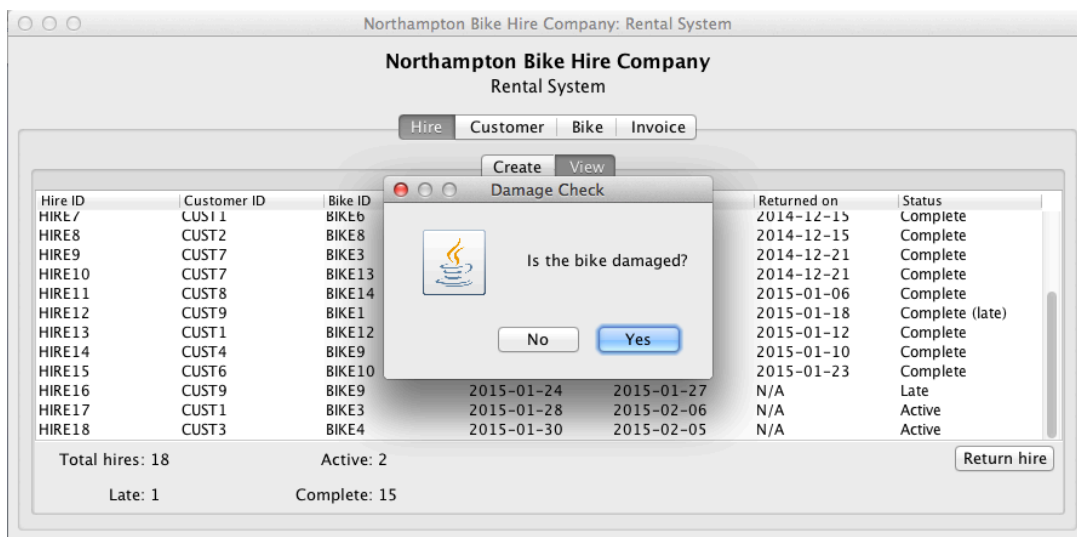 Northampton Bike Hire Company: Rental System
Northampton Bike Hire Company
Rental System
Hire Customer Bike Invoice
Create View
Damage Check
Is the bike damaged?
No Yes
Hire ID Customer ID Bike ID Returned on Status
HIRE7 CUST1 BIKE6 2014-12-15 Complete
HIRE8 CUST2 BIKE8 2014-12-15 Complete
HIRE9 CUST7 BIKE3 2014-12-21 Complete
HIRE10 CUST7 BIKE13 2014-12-21 Complete
HIRE11 CUST8 BIKE14 2015-01-06 Complete
HIRE12 CUST9 BIKE1 2015-01-18 Complete (late)
HIRE13 CUST1 BIKE12 2015-01-12 Complete
HIRE14 CUST4 BIKE9 2015-01-10 Complete
HIRE15 CUST6 BIKE10 2015-01-23 Complete
HIRE16 CUST9 BIKE9 2015-01-24 2015-01-27 N/A Late
HIRE17 CUST1 BIKE3 2015-01-28 2015-02-06 N/A Active
HIRE18 CUST3 BIKE4 2015-01-30 2015-02-05 N/A Active
Total hires: 18 Active: 2 Return hire
Late: 1 Complete: 15